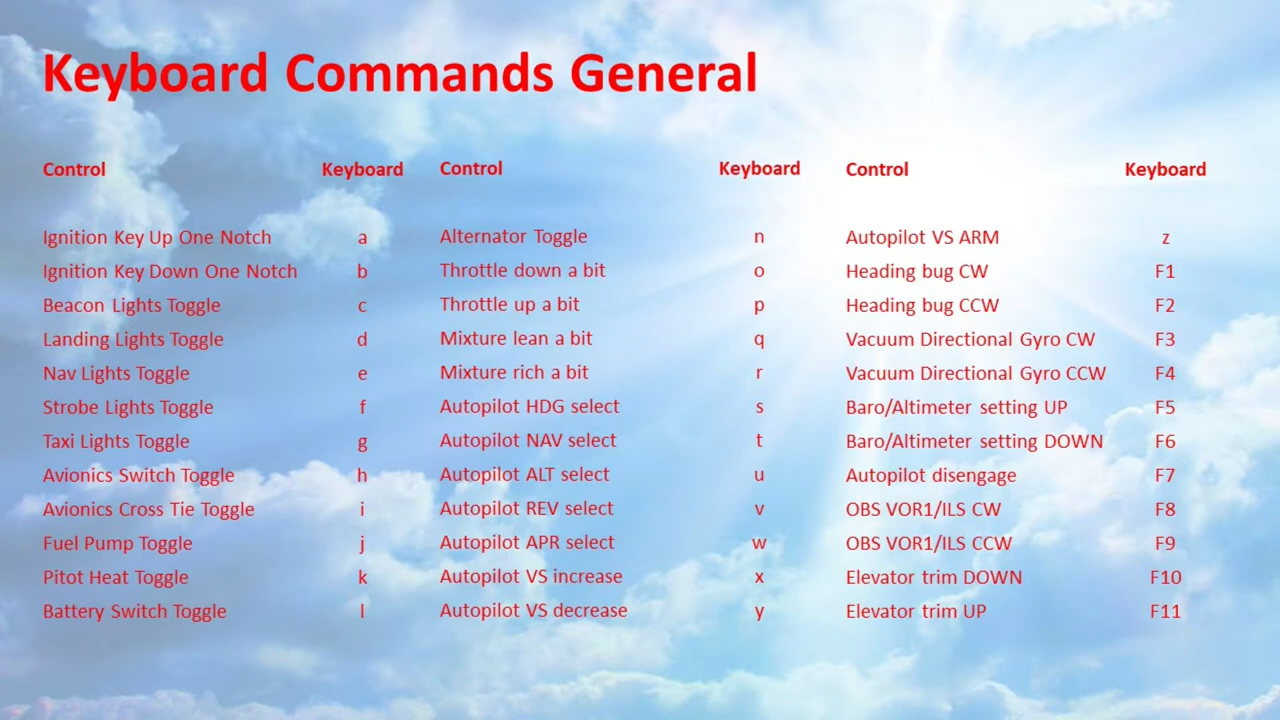 Keyboard Commands General
Control Keyboard Control Keyboard Control Keyboard
Ignition Key Up One Notch a Alternator Toggle n Autopilot VS ARM z
Ignition Key Down One Notch b Throttle down a bit o Heading bug CW F1
Beacon Lights Toggle c Throttle up a bit p Heading bug CCW F2
Landing Lights Toggle d Mixture lean a bit q Vacuum Directional Gyro CW F3
Nav Lights Toggle e Mixture rich a bit r Vacuum Directional Gyro CCW F4
Strobe Lights Toggle f Autopilot HDG select s Baro/Altimeter setting UP F5
Taxi Lights Toggle g Autopilot NAV select t Baro/Altimeter setting DOWN F6
Avionics Switch Toggle h Autopilot ALT select u Autopilot disengage F7
Avionics Cross Tie Toggle i Autopilot REV select v OBS VOR1/ILS CW F8
Fuel Pump Toggle j Autopilot APR select w OBS VOR1/ILS CCW F9
Pitot Heat Toggle k Autopilot VS increase x Elevator trim DOWN F10
Battery Switch Toggle l Autopilot VS decrease y Elevator trim UP F11